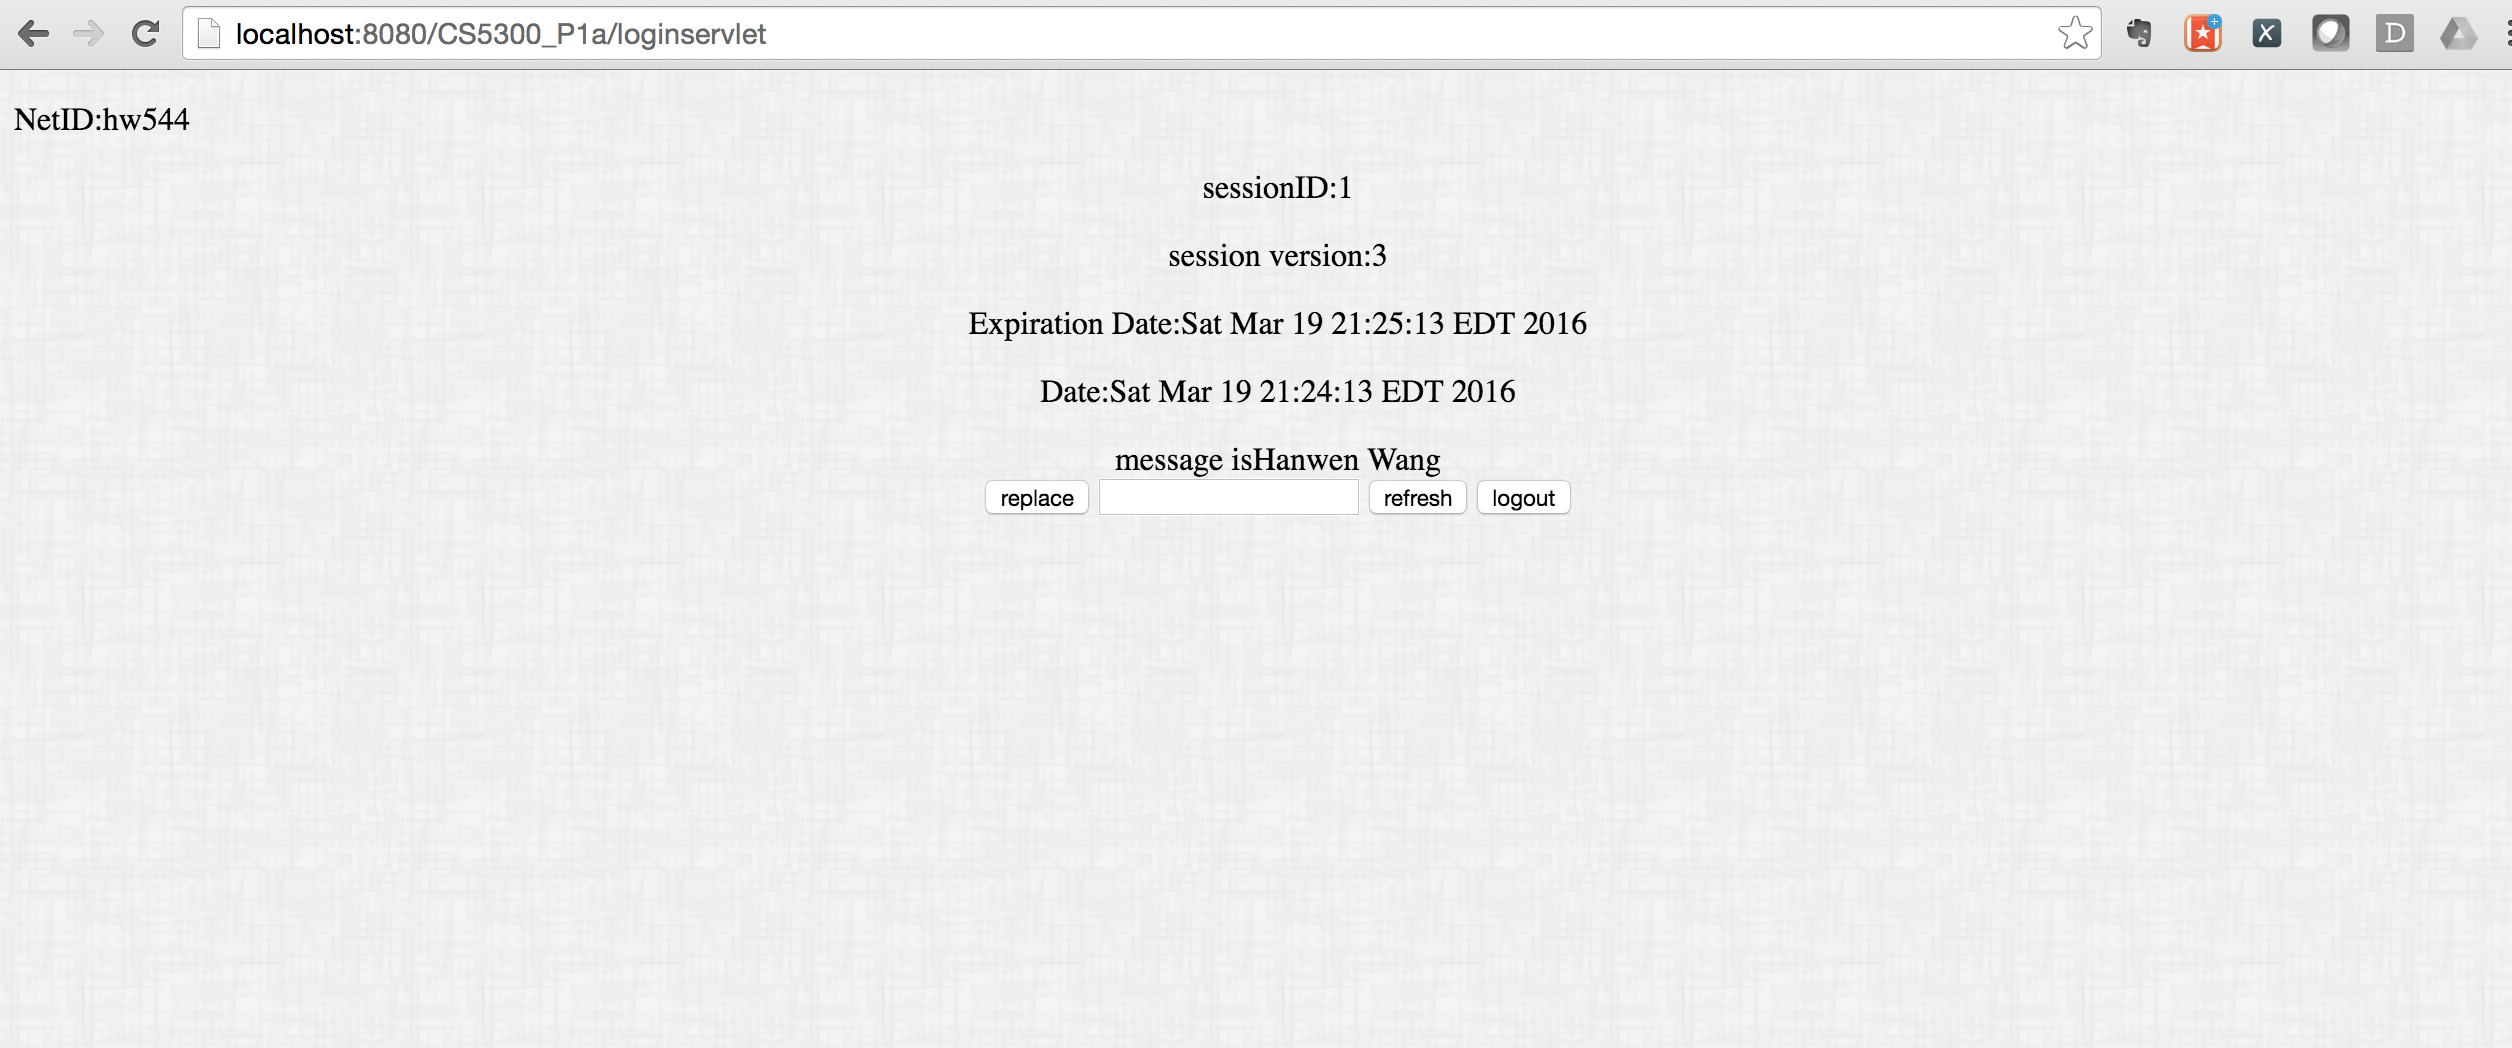 localhost:8080/CS5300_P1a/loginservlet
NetID:hw544
sessionID:1
session version:3
Expiration Date:Sat Mar 19 21:25:13 EDT 2016
Date:Sat Mar 19 21:24:13 EDT 2016
message isHanwen Wang
replace refresh logout